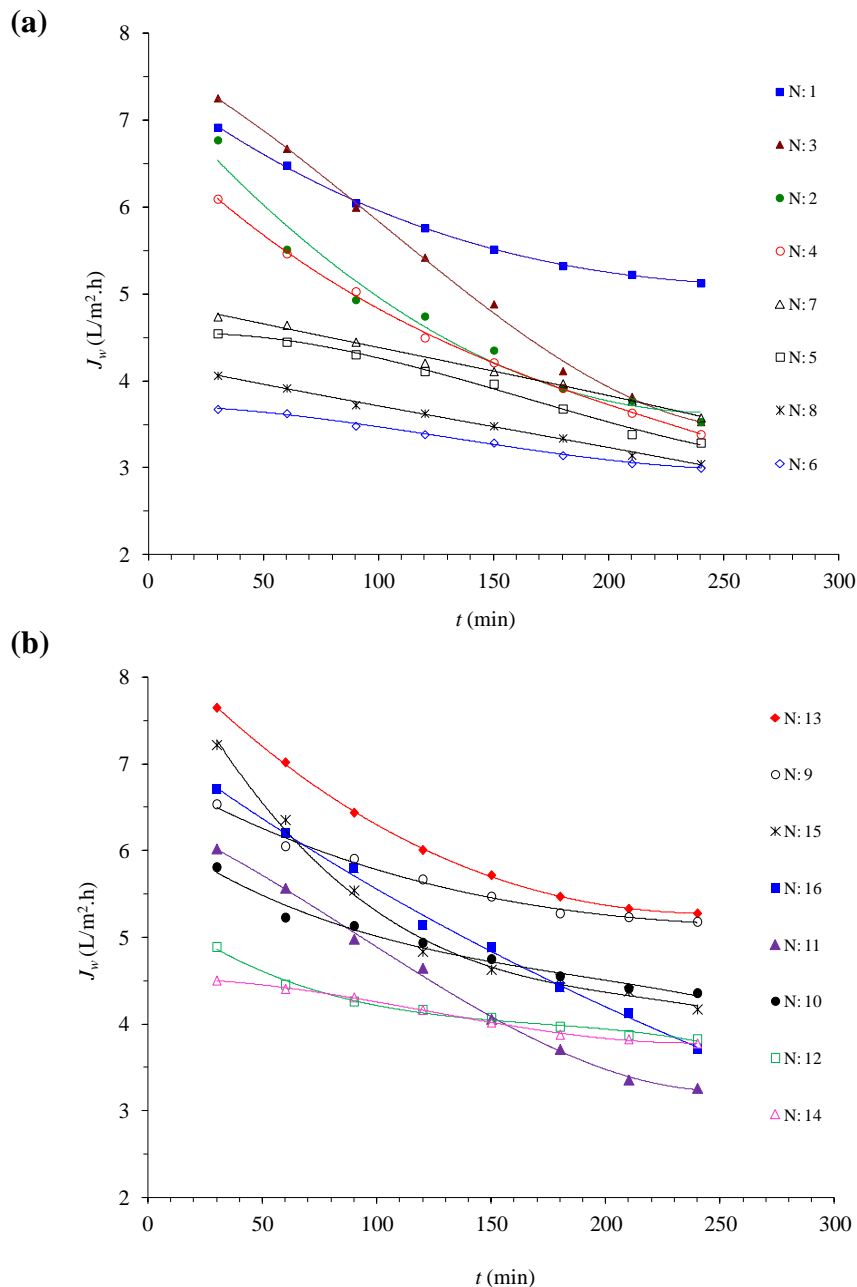 (a)
8
7
6
5
4
3
2
J_w (L/m².h)
0
50
100
150
200
250
300
t (min)
N: 1
N: 3
N: 2
N: 4
N: 7
N: 5
N: 8
N: 6
(b)
8
7
6
5
4
3
2
J_w (L/m².h)
0
50
100
150
200
250
300
t (min)
N: 13
N: 9
N: 15
N: 16
N: 11
N: 10
N: 12
N: 14